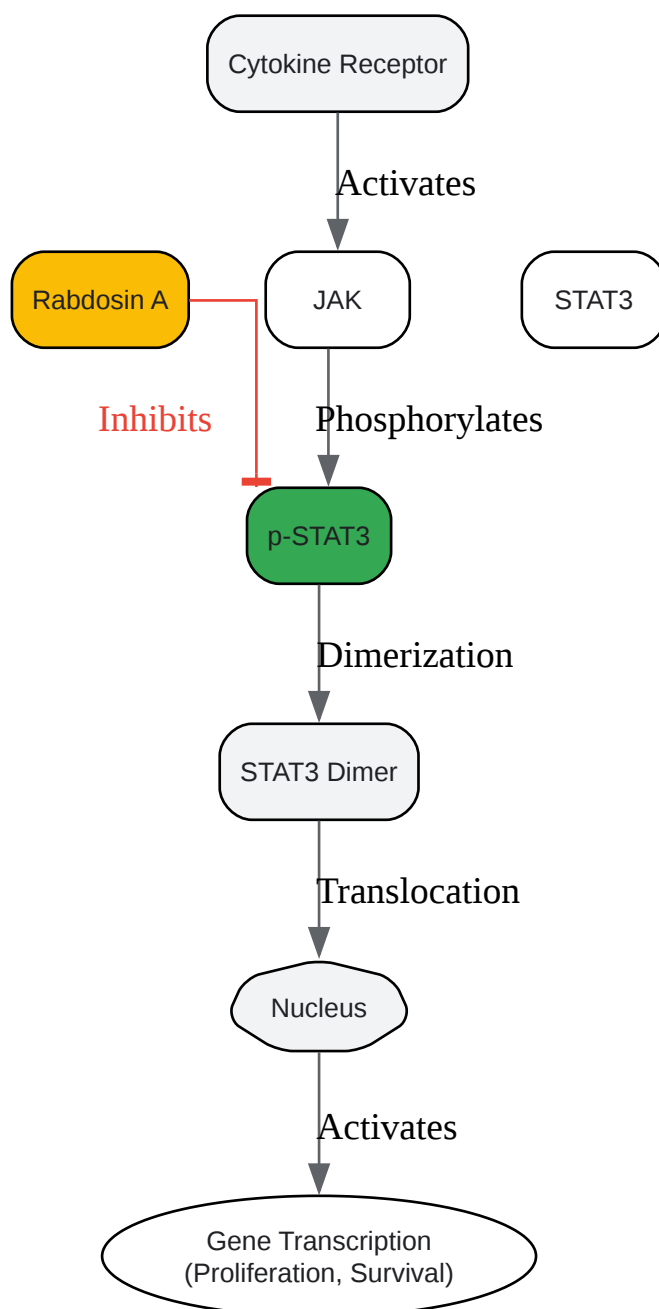 Cytokine Receptor
Activates
Rabdosin A
JAK
STAT3
Inhibits
Phosphorylates
p-STAT3
Dimerization
STAT3 Dimer
Translocation
Nucleus
Activates
Gene Transcription
(Proliferation, Survival)